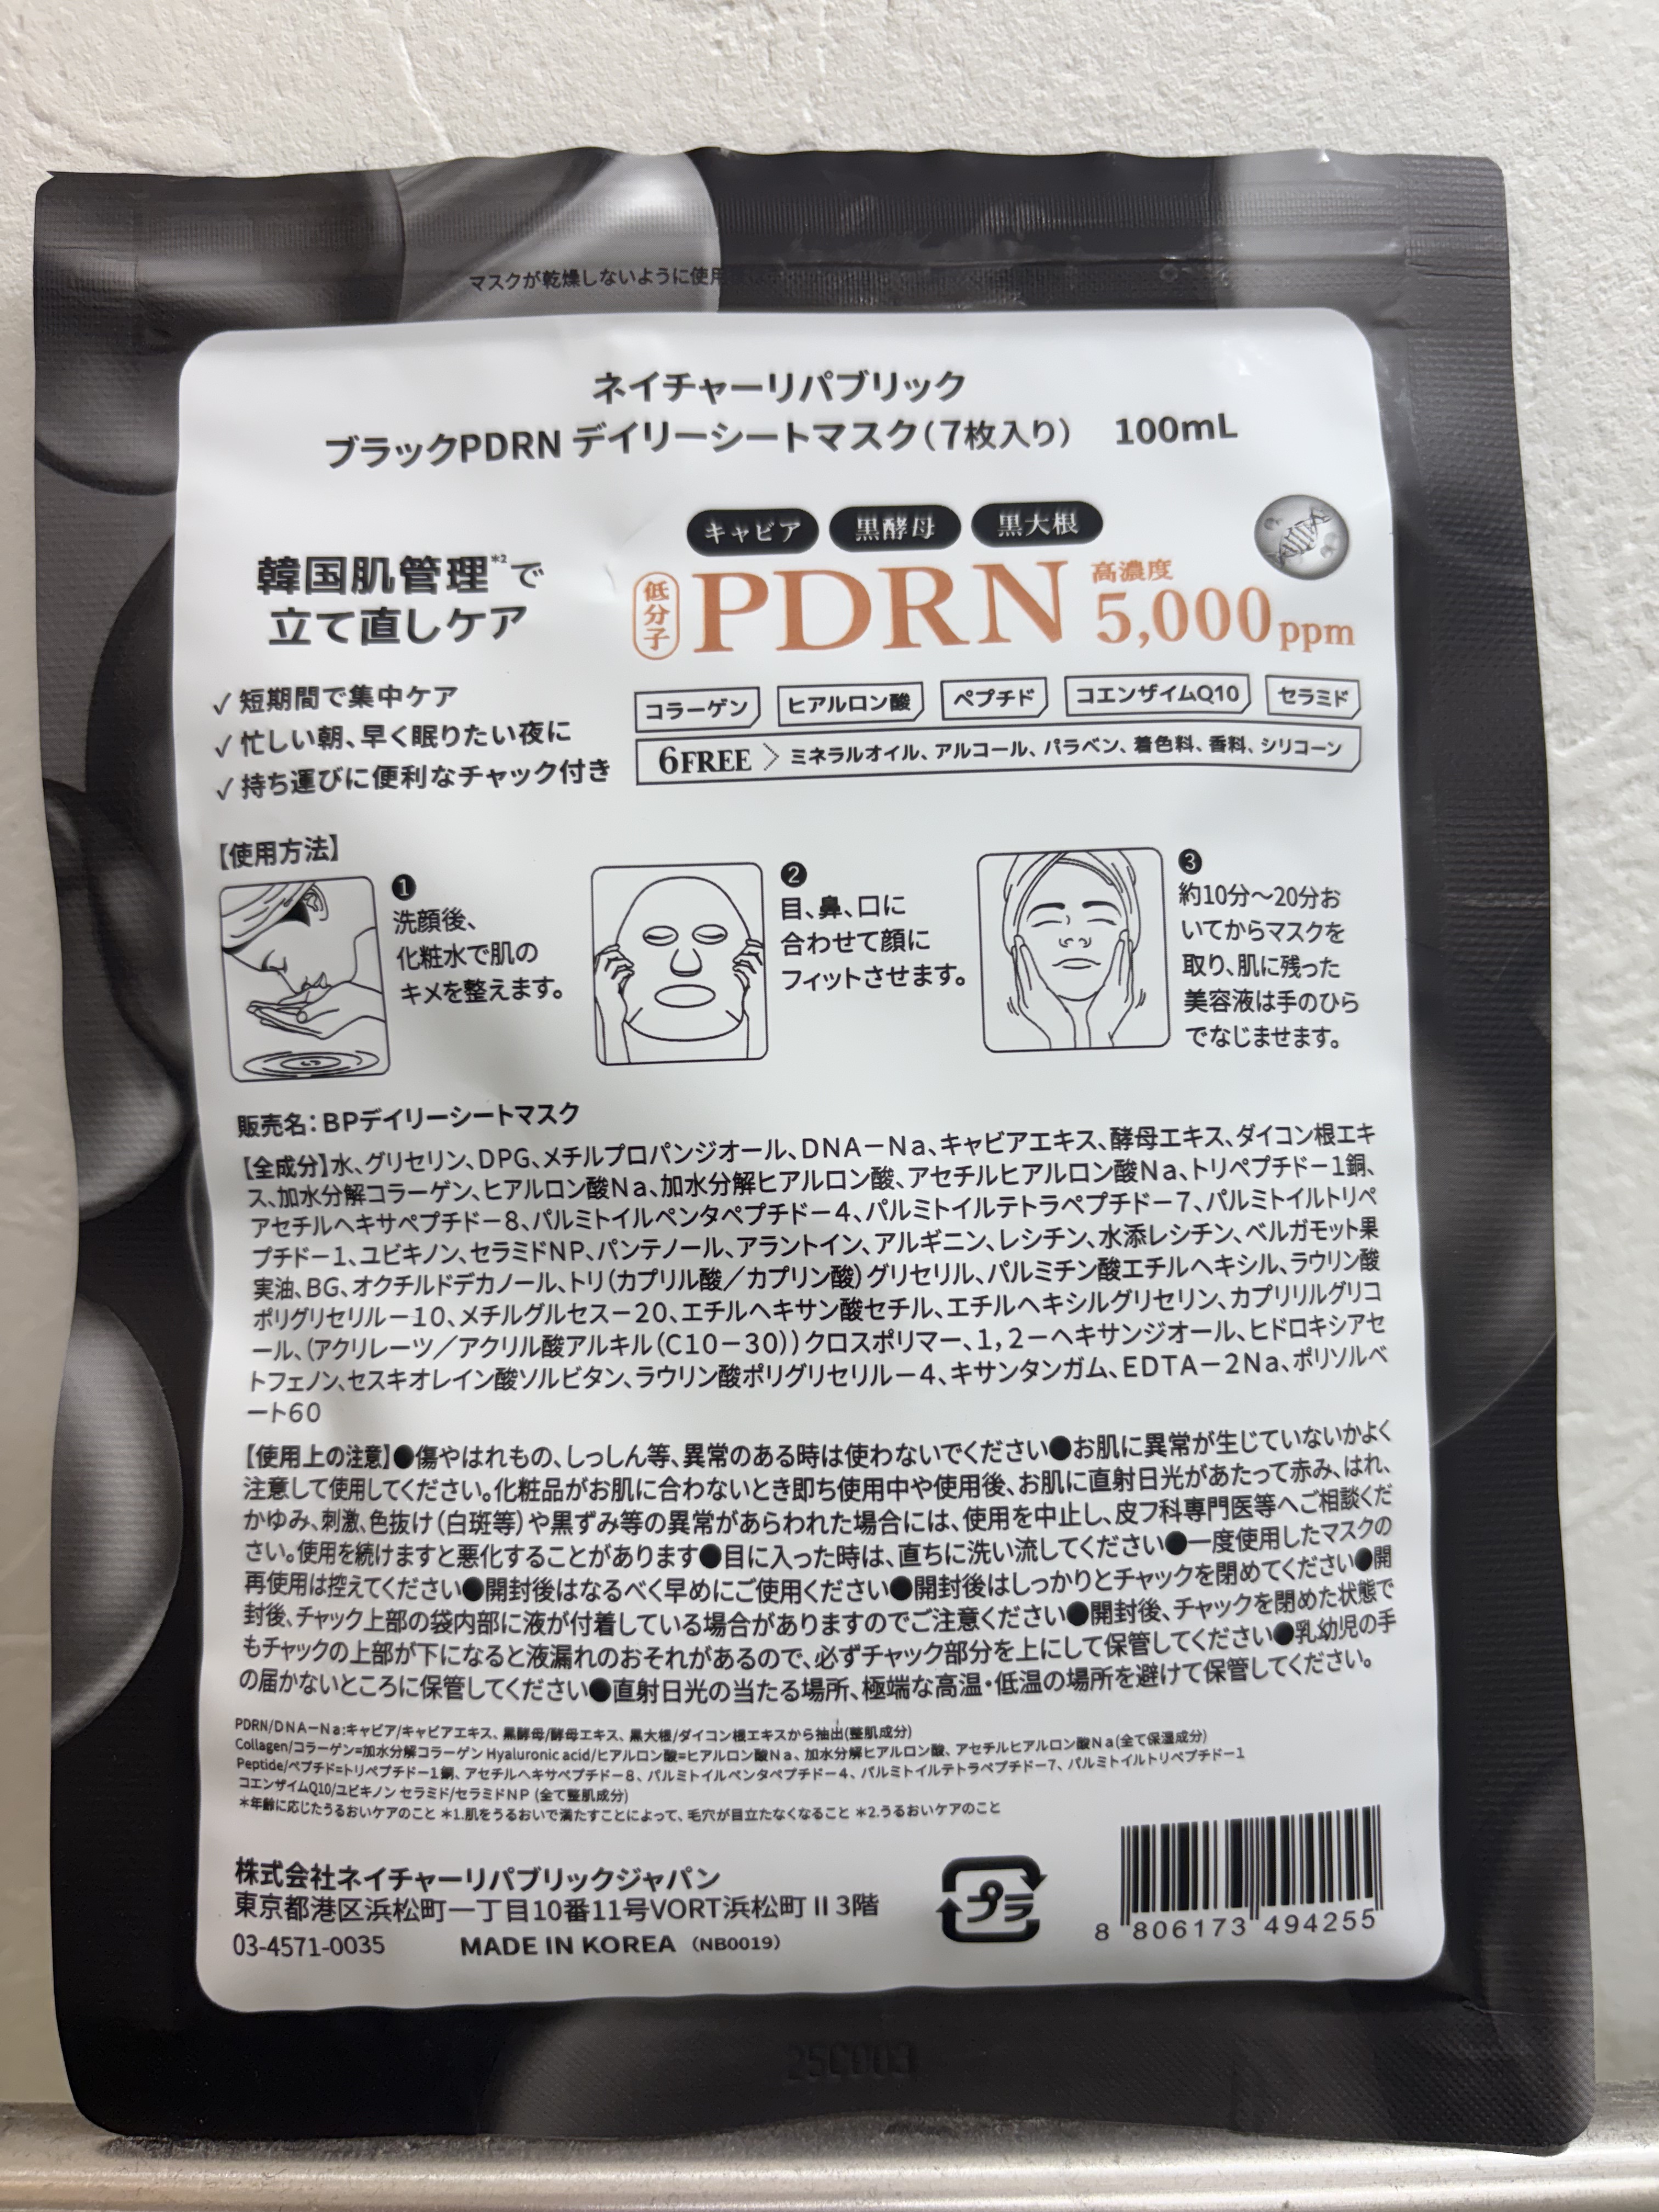 マスクが乾燥しないように使用
ネイチャーリパブリック
ブラックPDRN デイリーシートマスク(7枚入り) 100mL
キャビア 黒酵母 黒大根
韓国肌管理*2で
立て直しケア
低分子 PDRN 高濃度 5,000ppm
✓ 短期間で集中ケア
✓ 忙しい朝、早く眠りたい夜に
✓ 持ち運びに便利なチャック付き
コラーゲン ヒアルロン酸 ペプチド コエンザイムQ10 セラミド
6FREE > ミネラルオイル、アルコール、パラベン、着色料、香料、シリコーン
【使用方法】
❶
洗顔後、
化粧水で肌の
キメを整えます。
❷
目、鼻、口に
合わせて顔に
フィットさせます。
❸
約10分~20分お
いてからマスクを
取り、肌に残った
美容液は手のひら
でなじませます。
販売名:BPデイリーシートマスク
【全成分】水、グリセリン、DPG、メチルプロパンジオール、DNA-Na、キャビアエキス、酵母エキス、ダイコン根エキ
ス、加水分解コラーゲン、ヒアルロン酸Na、加水分解ヒアルロン酸、アセチルヒアルロン酸Na、トリペプチド-1銅、
アセチルヘキサペプチド-8、パルミトイルペンタペプチド-4、パルミトイルテトラペプチド-7、パルミトイルトリペ
プチド-1、ユビキノン、セラミドNP、パンテノール、アラントイン、アルギニン、レシチン、水添レシチン、ベルガモット果
実油、BG、オクチルドデカノール、トリ(カプリル酸/カプリン酸)グリセリル、パルミチン酸エチルヘキシル、ラウリン酸
ポリグリセリル-10、メチルグルセス-20、エチルヘキサン酸セチル、エチルヘキシルグリセリン、カプリリルグリコ
ール、(アクリレーツ/アクリル酸アルキル(C10-30))クロスポリマー、1,2-ヘキサンジオール、ヒドロキシアセ
トフェノン、セスキオレイン酸ソルビタン、ラウリン酸ポリグリセリル-4、キサンタンガム、EDTA-2Na、ポリソルベ
ート60
【使用上の注意】●傷やはれもの、しっしん等、異常のある時は使わないでください●お肌に異常が生じていないかよく
注意して使用してください。化粧品がお肌に合わないとき即ち使用中や使用後、お肌に直射日光があたって赤み、はれ、
かゆみ、刺激、色抜け(白斑等)や黒ずみ等の異常があらわれた場合には、使用を中止し、皮フ科専門医等へご相談くだ
さい。使用を続けますと悪化することがあります●目に入った時は、直ちに洗い流してください●一度使用したマスクの
再使用は控えてください●開封後はなるべく早めにご使用ください●開封後はしっかりとチャックを閉めてください●開
封後、チャック上部の袋内部に液が付着している場合がありますのでご注意ください●開封後、チャックを閉めた状態で
もチャックの上部が下になると液漏れのおそれがあるので、必ずチャック部分を上にして保管してください●乳幼児の手
の届かないところに保管してください●直射日光の当たる場所、極端な高温・低温の場所を避けて保管してください。
PDRN/DNA-Na:キャビア/キャビアエキス、黒酵母/酵母エキス、黒大根/ダイコン根エキスから抽出(整肌成分)
Collagen/コラーゲン=加水分解コラーゲン Hyaluronic acid/ヒアルロン酸=ヒアルロン酸Na、加水分解ヒアルロン酸、アセチルヒアルロン酸Na(全て保湿成分)
Peptide/ペプチド=トリペプチド-1銅、アセチルヘキサペプチド-8、パルミトイルペンタペプチド-4、パルミトイルテトラペプチド-7、パルミトイルトリペプチド-1
コエンザイムQ10/ユビキノン セラミド/セラミドNP (全て整肌成分)
*年齢に応じたうるおいケアのこと *1.肌をうるおいで満たすことによって、毛穴が目立たなくなること *2.うるおいケアのこと
株式会社ネイチャーリパブリックジャパン
東京都港区浜松町一丁目10番11号VORT浜松町Ⅱ3階
03-4571-0035 MADE IN KOREA (NB0019)
プラ
8 806173 494255